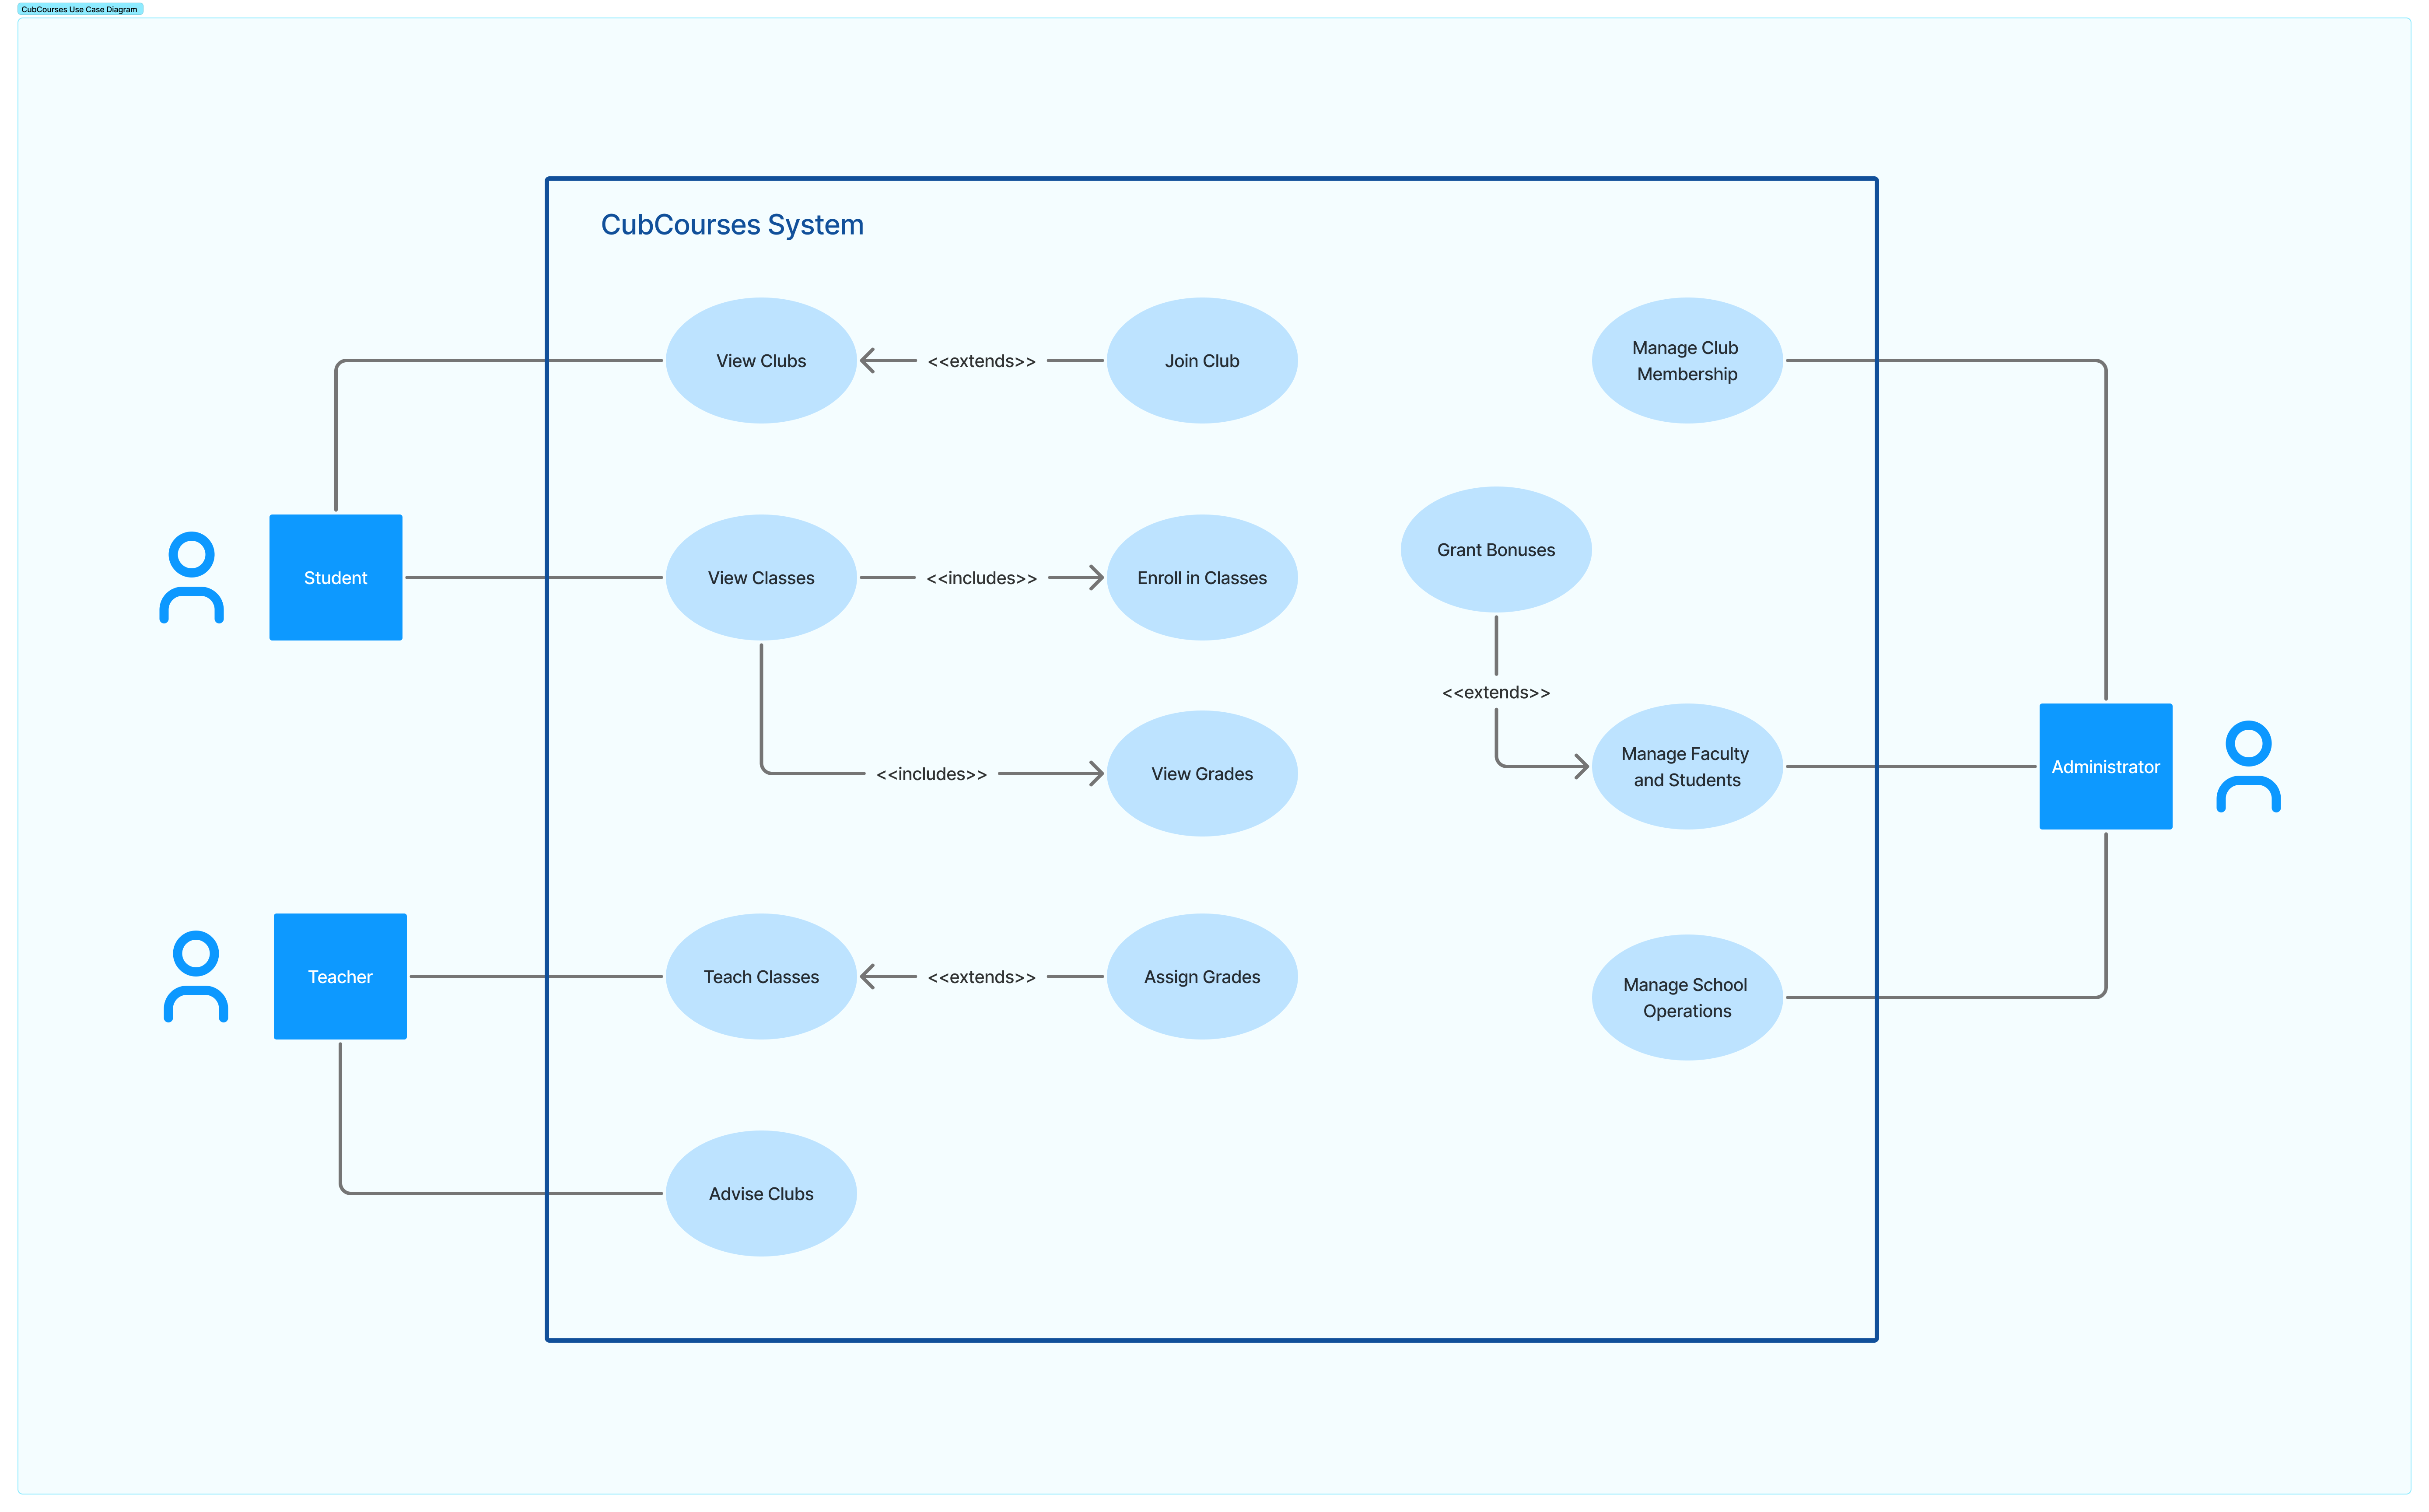 CubCourses Use Case Diagram
CubCourses System
View Clubs
<<extends>>
Join Club
Manage Club
Membership
Student
View Classes
<<includes>>
Enroll in Classes
Grant Bonuses
<<extends>>
<<includes>>
View Grades
Manage Faculty
and Students
Administrator
Teacher
Teach Classes
<<extends>>
Assign Grades
Manage School
Operations
Advise Clubs